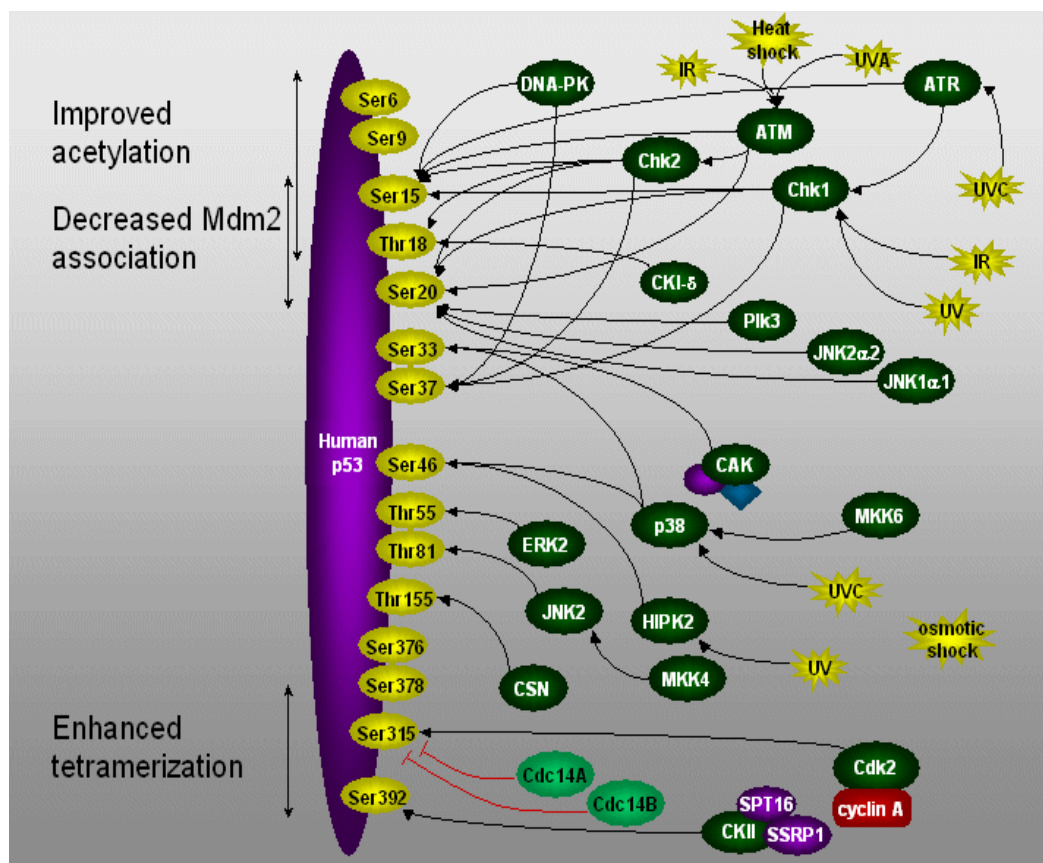 Heat
shock
IR
UVA
DNA-PK
ATR
Ser6
Improved
acetylation
ATM
Ser9
Chk2
Ser15
Chk1
UVC
Decreased Mdm2
association
Thr18
IR
CKI-δ
Ser20
UV
Plk3
Ser33
JNK2α2
Ser37
JNK1α1
Human
p53
Ser46
CAK
Thr55
p38
MKK6
Thr81
ERK2
UVC
Thr155
JNK2
HIPK2
osmotic
shock
Ser376
UV
Ser378
CSN
MKK4
Enhanced
tetramerization
Ser315
Cdc14A
Cdk2
Ser392
Cdc14B
SPT16
cyclin A
CKII
SSRP1